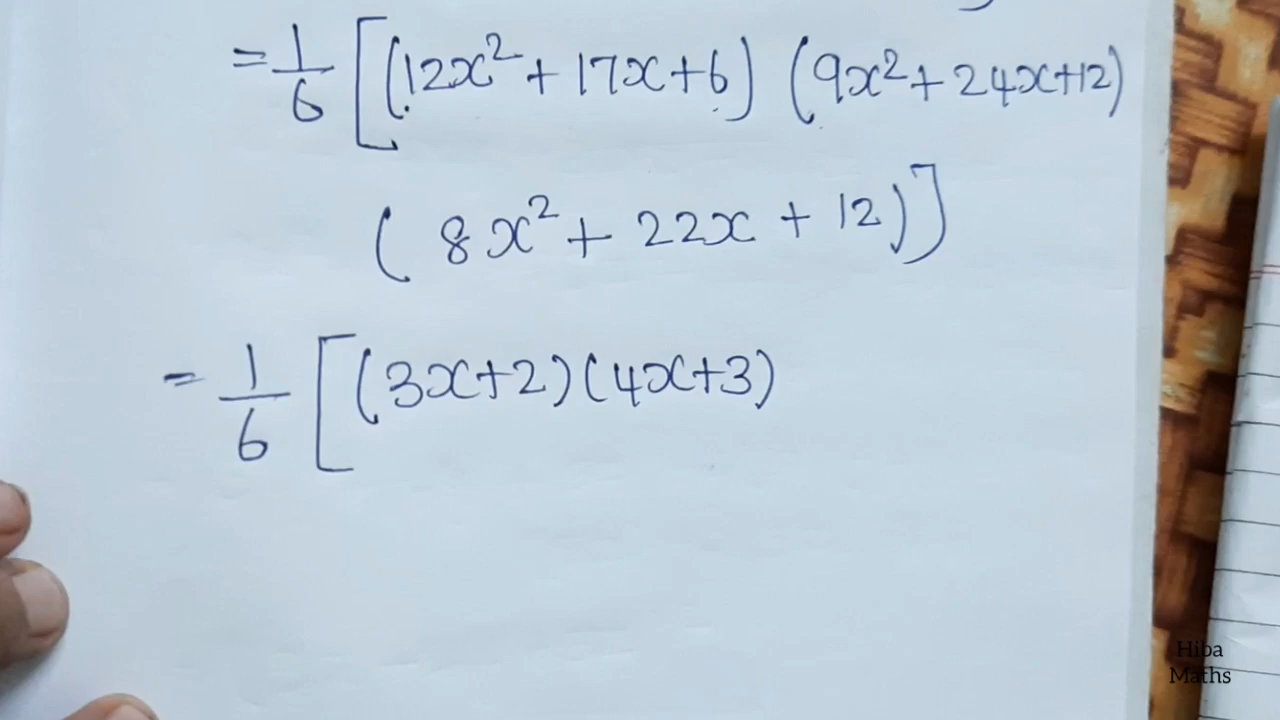 = 1/6 [(12x² + 17x + 6) (9x² + 24x + 12)
(8x² + 22x + 12)]
= 1/6 [(3x+2)(4x+3)
Hiba
Maths